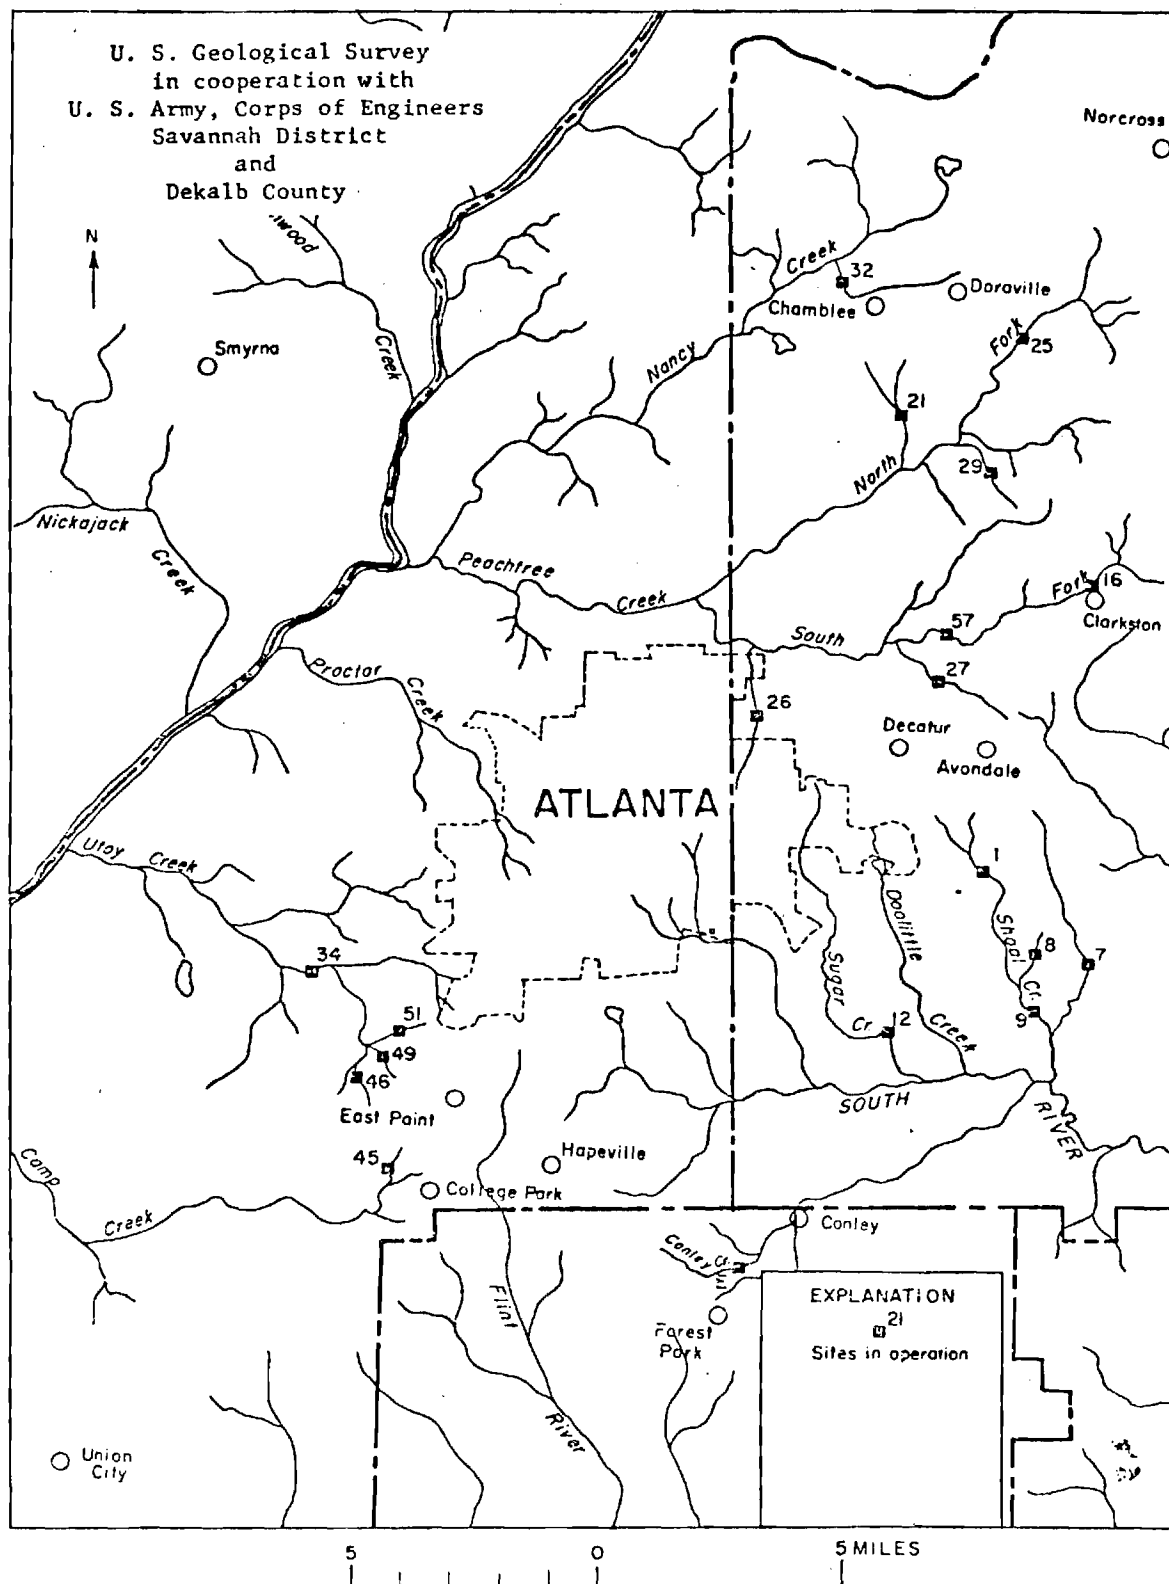 U. S. Geological Survey
in cooperation with
U. S. Army, Corps of Engineers
Savannah District
and
Dekalb County
N
Norcross
Creek
32
Chamblee
Doraville
Smyrna
Creek
Nancy
Fork
25
21
North
29
Nickajack
Creek
Peachtree
Creek
Fork
16
Clarkston
57
South
27
Proctor
Creek
26
Decatur
Avondale
ATLANTA
Utoy Creek
1
Doolittle
Creek
Shoal
Cr.
8
7
9
Sugar
Cr.
34
51
49
46
East Point
SOUTH
RIVER
45
Hapeville
College Park
Camp
Creek
Conley
Conley
Cr.
Flint
River
Forest
Park
EXPLANATION
21
Sites in operation
Union
City
5 0 5 MILES